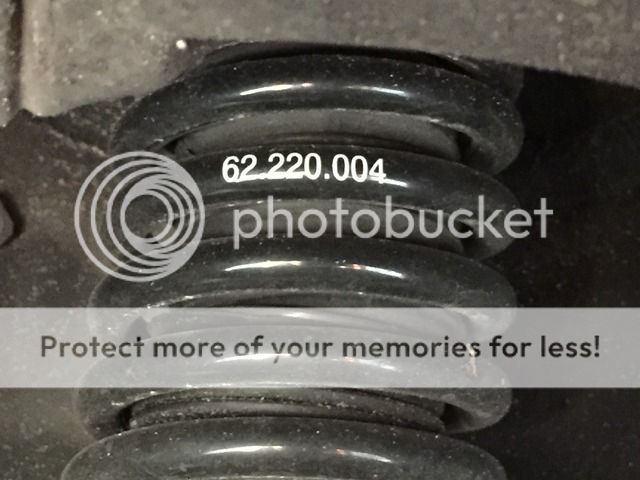 62.220.004
photobucket
Protect more of your memories for less!